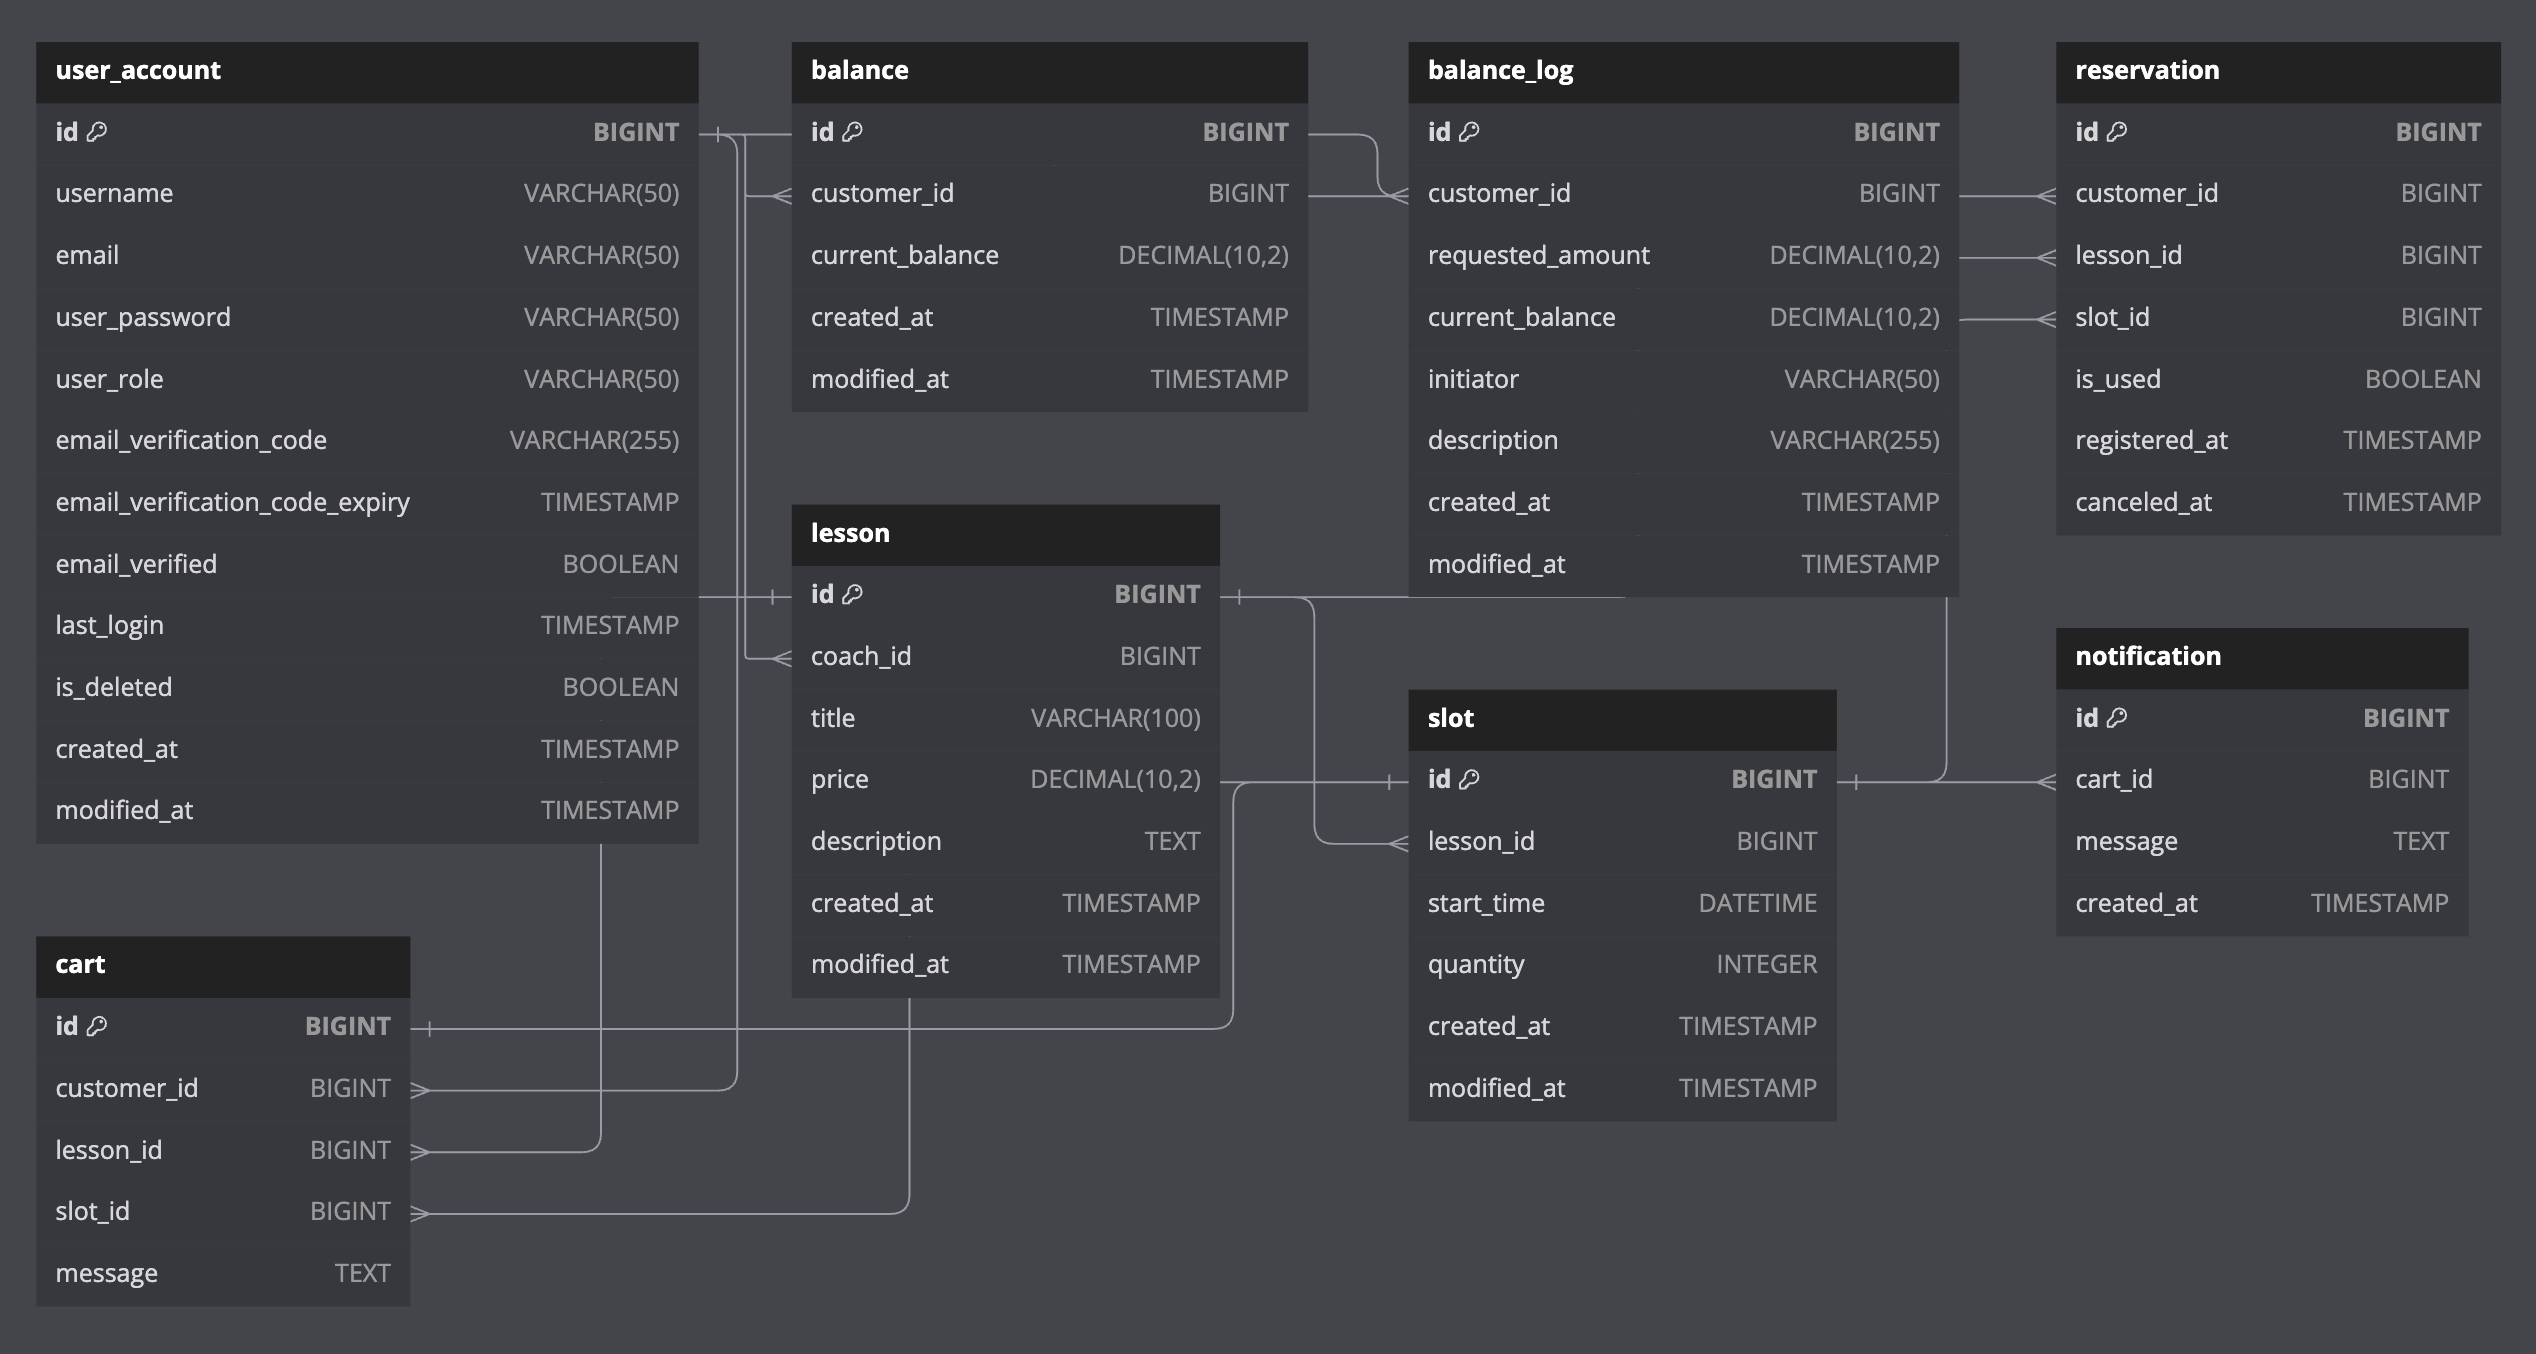 user_account
id BIGINT
username VARCHAR(50)
email VARCHAR(50)
user_password VARCHAR(50)
user_role VARCHAR(50)
email_verification_code VARCHAR(255)
email_verification_code_expiry TIMESTAMP
email_verified BOOLEAN
last_login TIMESTAMP
is_deleted BOOLEAN
created_at TIMESTAMP
modified_at TIMESTAMP
balance
id BIGINT
customer_id BIGINT
current_balance DECIMAL(10,2)
created_at TIMESTAMP
modified_at TIMESTAMP
balance_log
id BIGINT
customer_id BIGINT
requested_amount DECIMAL(10,2)
current_balance DECIMAL(10,2)
initiator VARCHAR(50)
description VARCHAR(255)
created_at TIMESTAMP
modified_at TIMESTAMP
reservation
id BIGINT
customer_id BIGINT
lesson_id BIGINT
slot_id BIGINT
is_used BOOLEAN
registered_at TIMESTAMP
canceled_at TIMESTAMP
lesson
id BIGINT
coach_id BIGINT
title VARCHAR(100)
price DECIMAL(10,2)
description TEXT
created_at TIMESTAMP
modified_at TIMESTAMP
slot
id BIGINT
lesson_id BIGINT
start_time DATETIME
quantity INTEGER
created_at TIMESTAMP
modified_at TIMESTAMP
notification
id BIGINT
cart_id BIGINT
message TEXT
created_at TIMESTAMP
cart
id BIGINT
customer_id BIGINT
lesson_id BIGINT
slot_id BIGINT
message TEXT